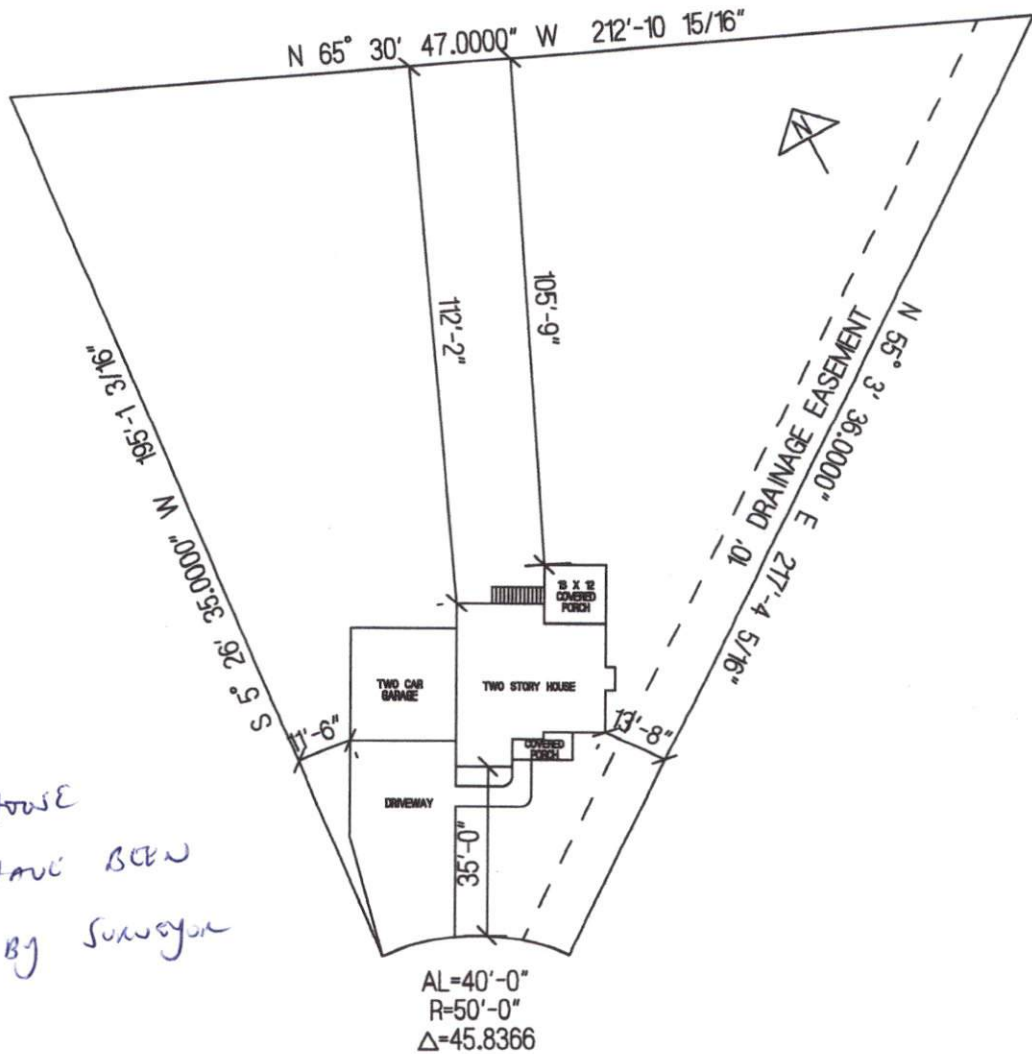 N 65° 30' 47.0000" W 212'-10 15/16"
N
112'-2"
105'-9"
S 5° 26' 35.0000" W 195'-1 3/16"
10' DRAINAGE EASEMENT
N 55° 3' 36.0000" E 217'-4 5/16"
13 X 12
COVERED
PORCH
TWO CAR
GARAGE
TWO STORY HOUSE
11'-6"
13'-8"
COVERED
PORCH
DRIVEWAY
35'-0"
HAVE BEEN
BY SURVEYOR
AL=40'-0"
R=50'-0"
△=45.8366